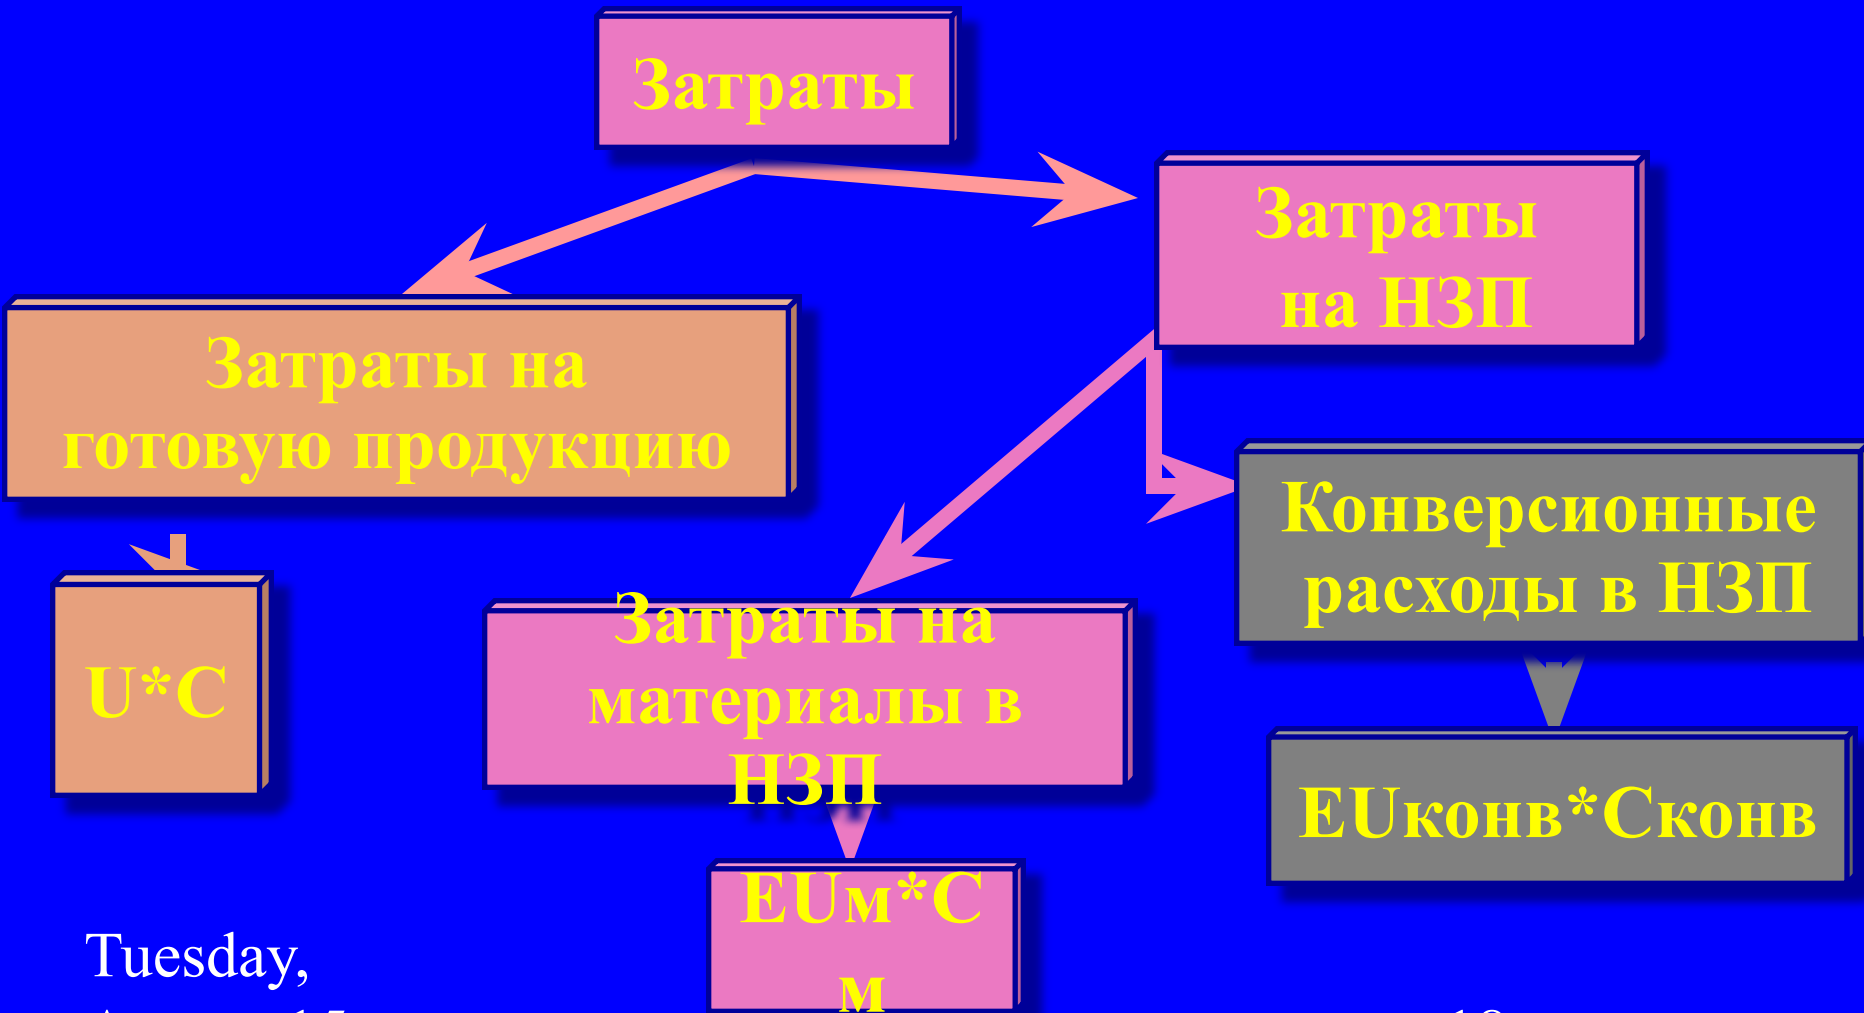 Затраты
Затраты
на НЗП
Затраты на
готовую продукцию
Конверсионные
расходы в НЗП
U*C
Затраты на
материалы в
НЗП
EUконв*Сконв
EUм*С
м
Tuesday,